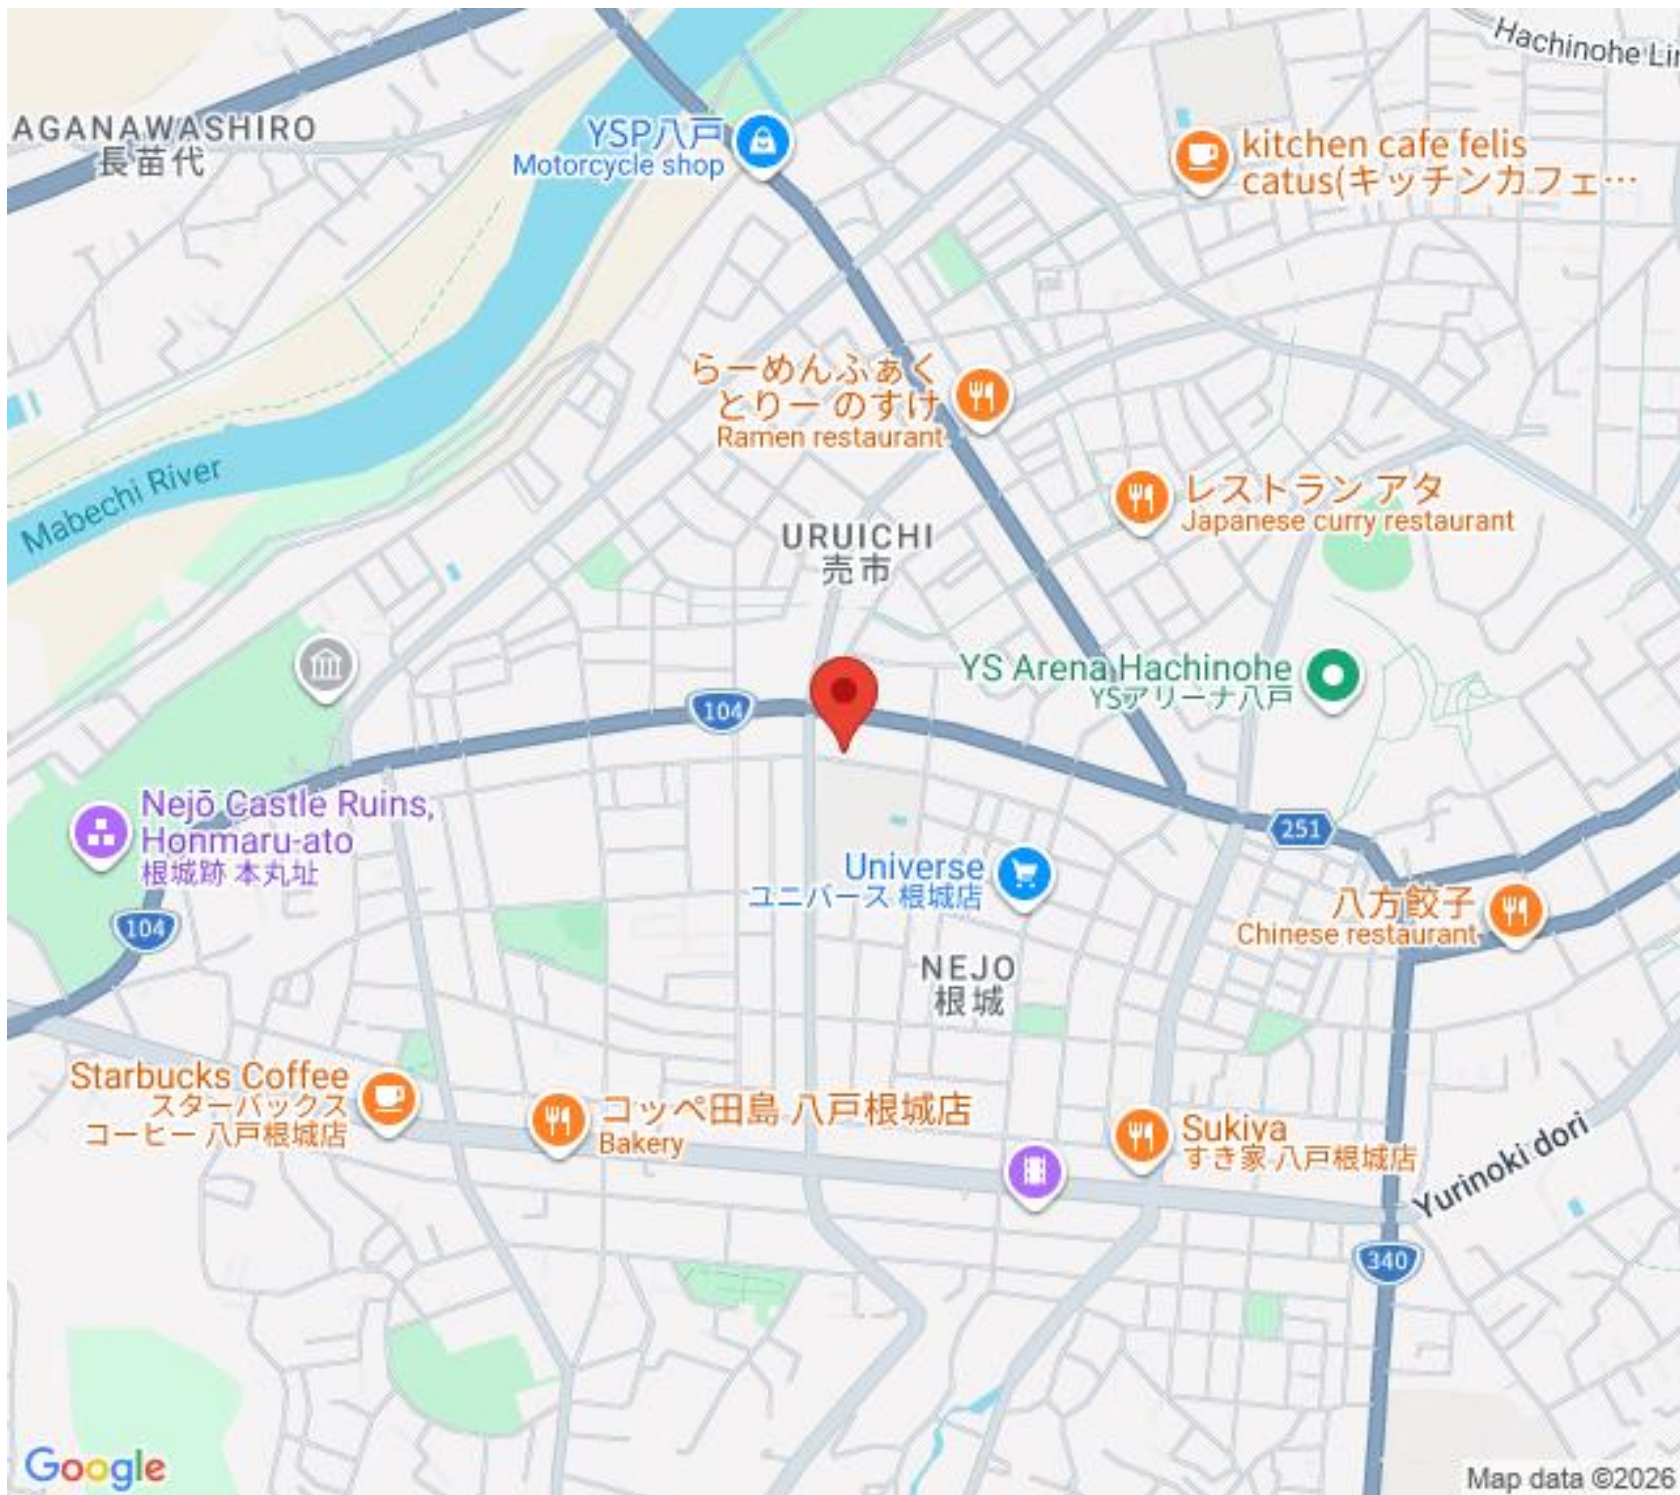 Hachinohe Lin
AGANAWASHIRO
長苗代
YSP八戸
Motorcycle shop
kitchen cafe felis
catus(キッチンカフェ…
らーめんふぁく
とりー のすけ
Ramen restaurant
Mabechi River
レストラン アタ
Japanese curry restaurant
URUICHI
売市
YS Arena Hachinohe
YSアリーナ八戸
104
Nejō Castle Ruins,
Honmaru-ato
根城跡 本丸址
251
Universe
ユニバース 根城店
八方餃子
Chinese restaurant
104
NEJO
根城
Starbucks Coffee
スターバックス
コーヒー 八戸根城店
コッペ田島 八戸根城店
Bakery
Sukiya
すき家 八戸根城店
Yurinoki dori
340
Google
Map data ©2026